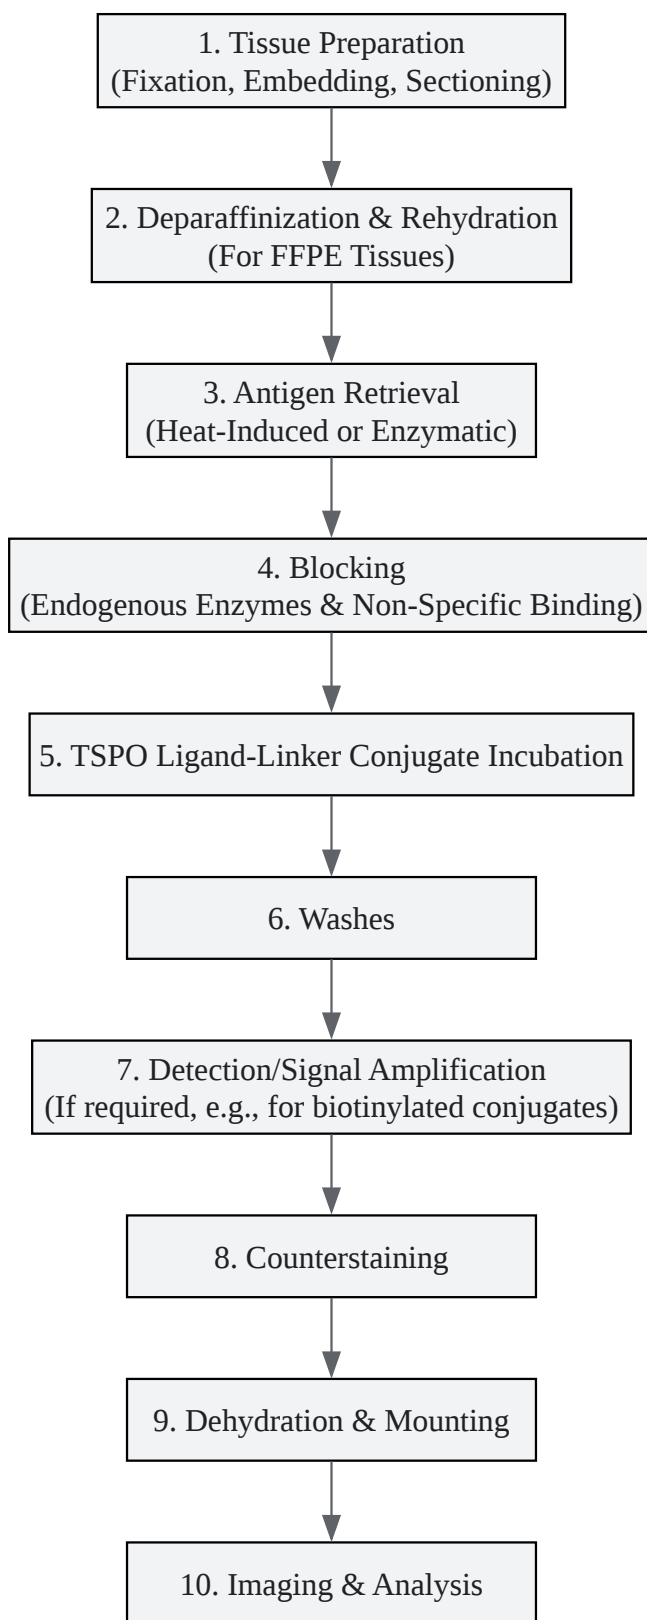 1. Tissue Preparation
(Fixation, Embedding, Sectioning)
2. Deparaffinization & Rehydration
(For FFPE Tissues)
3. Antigen Retrieval
(Heat-Induced or Enzymatic)
4. Blocking
(Endogenous Enzymes & Non-Specific Binding)
5. TSPO Ligand-Linker Conjugate Incubation
6. Washes
7. Detection/Signal Amplification
(If required, e.g., for biotinylated conjugates)
8. Counterstaining
9. Dehydration & Mounting
10. Imaging & Analysis